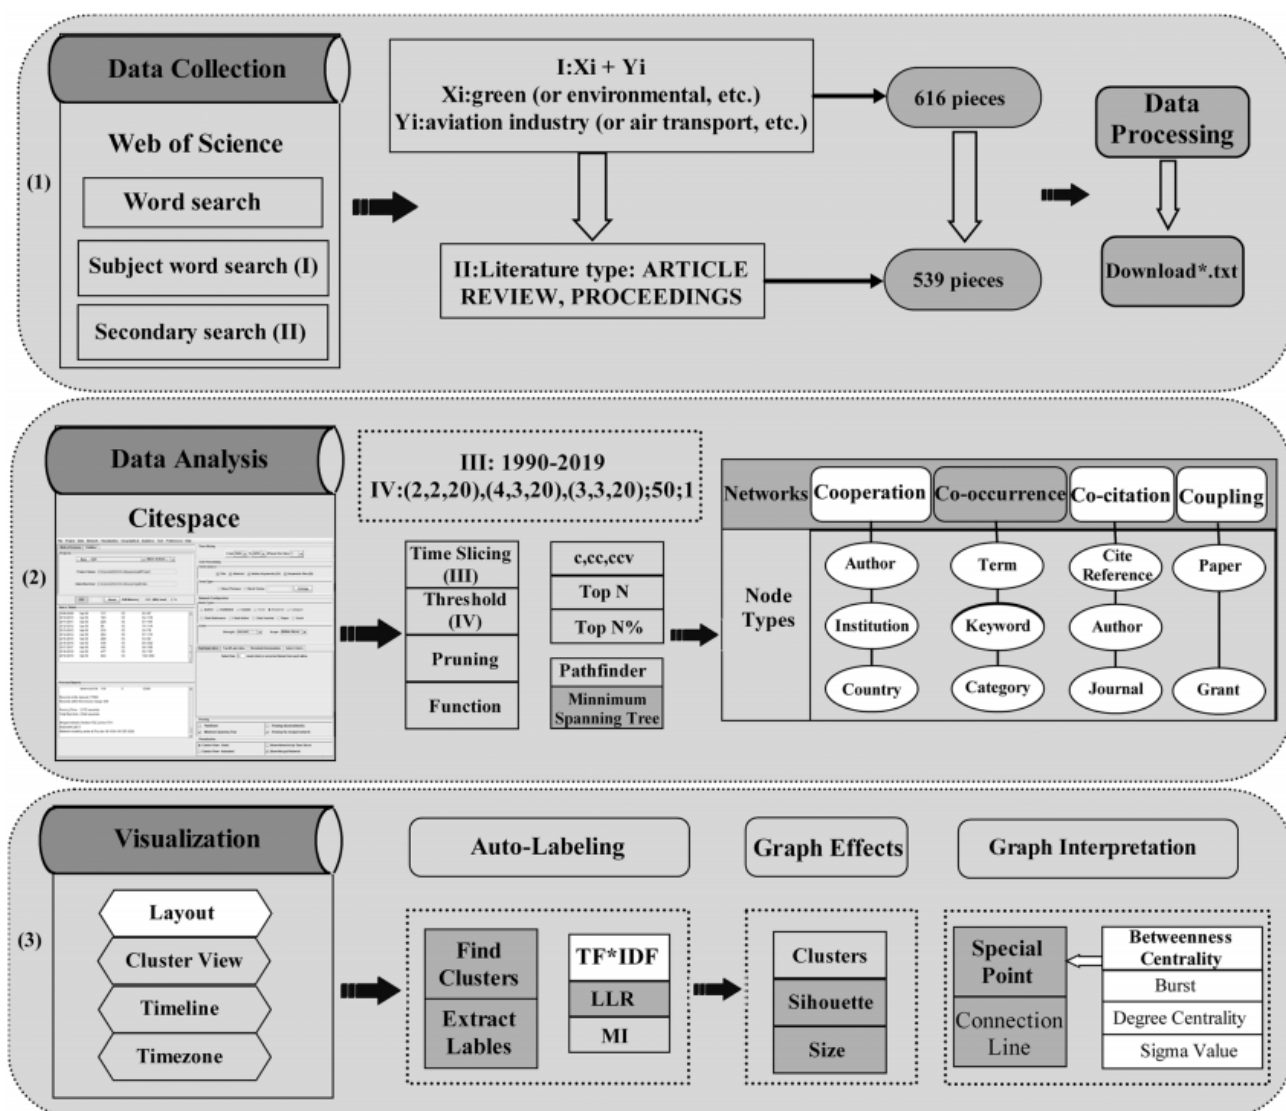 (1)
Data Collection
Web of Science
Word search
Subject word search (I)
Secondary search (II)
I:Xi + Yi
Xi:green (or environmental, etc.)
Yi:aviation industry (or air transport, etc.)
616 pieces
II:Literature type: ARTICLE
REVIEW, PROCEEDINGS
539 pieces
Data
Processing
Download*.txt
(2)
Data Analysis
Citespace
III: 1990-2019
IV:(2,2,20),(4,3,20),(3,3,20);50;1
Time Slicing
(III)
Threshold
(IV)
Pruning
Function
c,cc,ccv
Top N
Top N%
Pathfinder
Minnimum
Spanning Tree
Networks
Cooperation
Co-occurrence
Co-citation
Coupling
Node
Types
Author
Institution
Country
Term
Keyword
Category
Cite
Reference
Author
Journal
Paper
Grant
(3)
Visualization
Layout
Cluster View
Timeline
Timezone
Auto-Labeling
Find
Clusters
Extract
Lables
TF*IDF
LLR
MI
Graph Effects
Clusters
Sihouette
Size
Graph Interpretation
Special
Point
Connection
Line
Betweenness
Centrality
Burst
Degree Centrality
Sigma Value